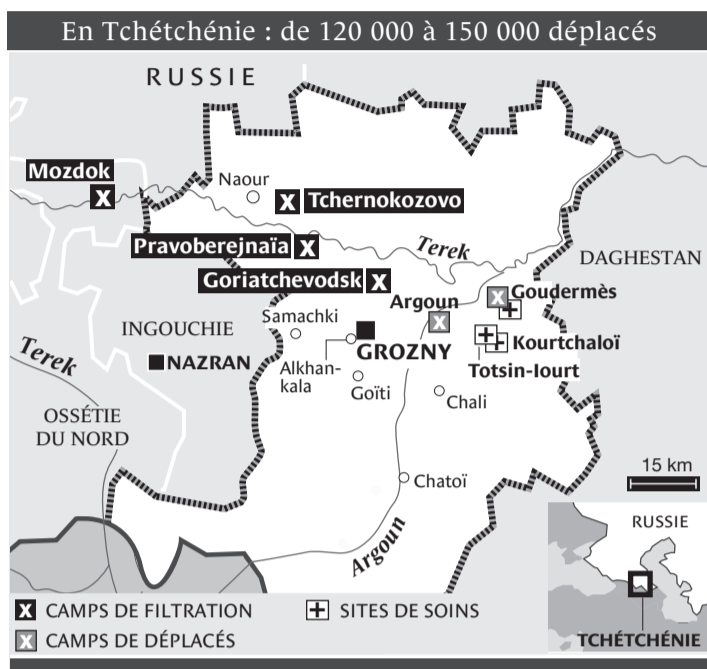 En Tchétchénie : de 120 000 à 150 000 déplacés
RUSSIE
Mozdok
Naour
Tchernokozovo
Pravoberejnaïa
Terek
DAGHESTAN
Goriatchevodsk
Argoun
Goudermès
Samachki
INGOUCHIE
GROZNY
Kourtchaloï
Terek
NAZRAN
Alkhan-
kala
Totsin-Iourt
Goïti
Chali
OSSÉTIE
DU NORD
15 km
Chatoï
Argoun
RUSSIE
TCHÉTCHÉNIE
CAMPS DE FILTRATION
SITES DE SOINS
CAMPS DE DÉPLACÉS